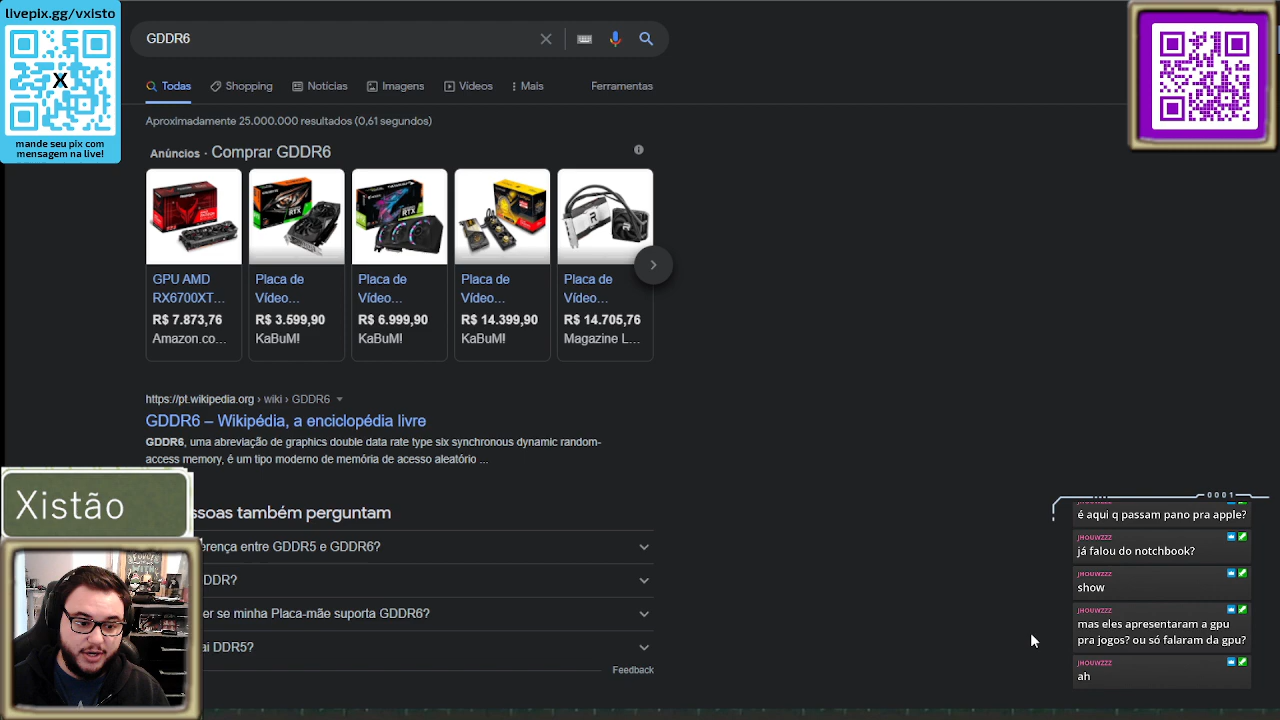 livepix.gg/vxisto
X
mande seu pix com
mensagem na live!
GDDR6
Todas
Shopping
Notícias
Imagens
Vídeos
Mais
Ferramentas
Aproximadamente 25.000.000 resultados (0,61 segundos)
Anúncios · Comprar GDDR6
GPU AMD
RX6700XT...
R$ 7.873,76
Amazon.co...
Placa de
Vídeo...
R$ 3.599,90
KaBuM!
Placa de
Vídeo...
R$ 6.999,90
KaBuM!
Placa de
Vídeo...
R$ 14.399,90
KaBuM!
Placa de
Vídeo...
R$ 14.705,76
Magazine L...
https://pt.wikipedia.org › wiki › GDDR6
GDDR6 – Wikipédia, a enciclopédia livre
GDDR6, uma abreviação de graphics double data rate type six synchronous dynamic random-
access memory, é um tipo moderno de memória de acesso aleatório ...
ssoas também perguntam
erença entre GDDR5 e GDDR6?
DDR?
er se minha Placa-mãe suporta GDDR6?
ai DDR5?
Feedback
Xistão
0001
é aqui q passam pano pra apple?
JHOUWZZZ
já falou do notchbook?
JHOUWZZZ
show
JHOUWZZZ
mas eles apresentaram a gpu
pra jogos? ou só falaram da gpu?
JHOUWZZZ
ah